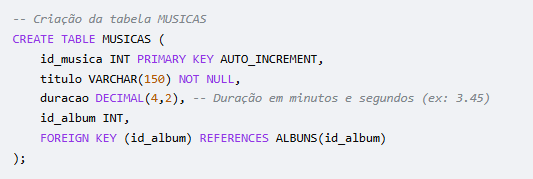 -- Criação da tabela MUSICAS
CREATE TABLE MUSICAS (
    id_musica INT PRIMARY KEY AUTO_INCREMENT,
    titulo VARCHAR(150) NOT NULL,
    duracao DECIMAL(4,2), -- Duração em minutos e segundos (ex: 3.45)
    id_album INT,
    FOREIGN KEY (id_album) REFERENCES ALBUNS(id_album)
);